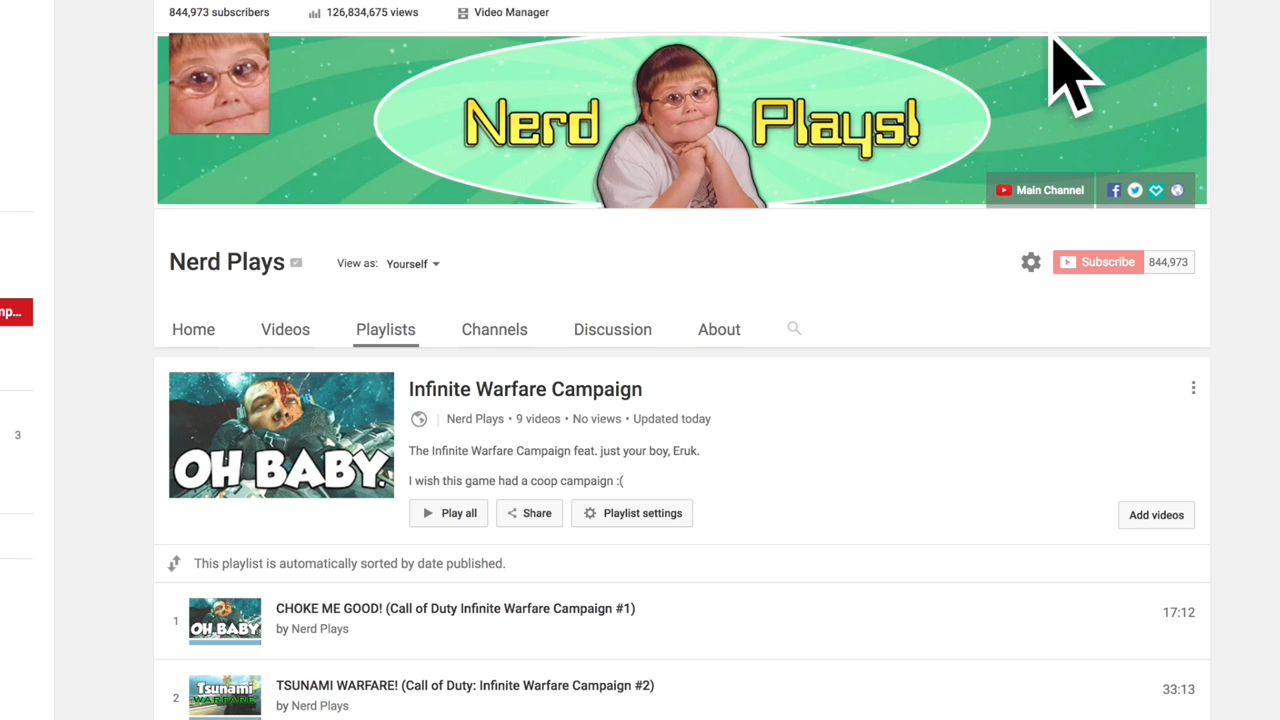 844,973 subscribers 126,834,675 views Video Manager
Nerd Plays!
Main Channel
Nerd Plays View as: Yourself Subscribe 844,973
Home Videos Playlists Channels Discussion About
mp...
OH BABY.
Infinite Warfare Campaign
Nerd Plays • 9 videos • No views • Updated today
The Infinite Warfare Campaign feat. just your boy, Eruk.
I wish this game had a coop campaign :(
Play all Share Playlist settings Add videos
3
This playlist is automatically sorted by date published.
1 OH BABY. CHOKE ME GOOD! (Call of Duty Infinite Warfare Campaign #1) 17:12
by Nerd Plays
2 Tsunami WARFARE! TSUNAMI WARFARE! (Call of Duty: Infinite Warfare Campaign #2) 33:13
by Nerd Plays